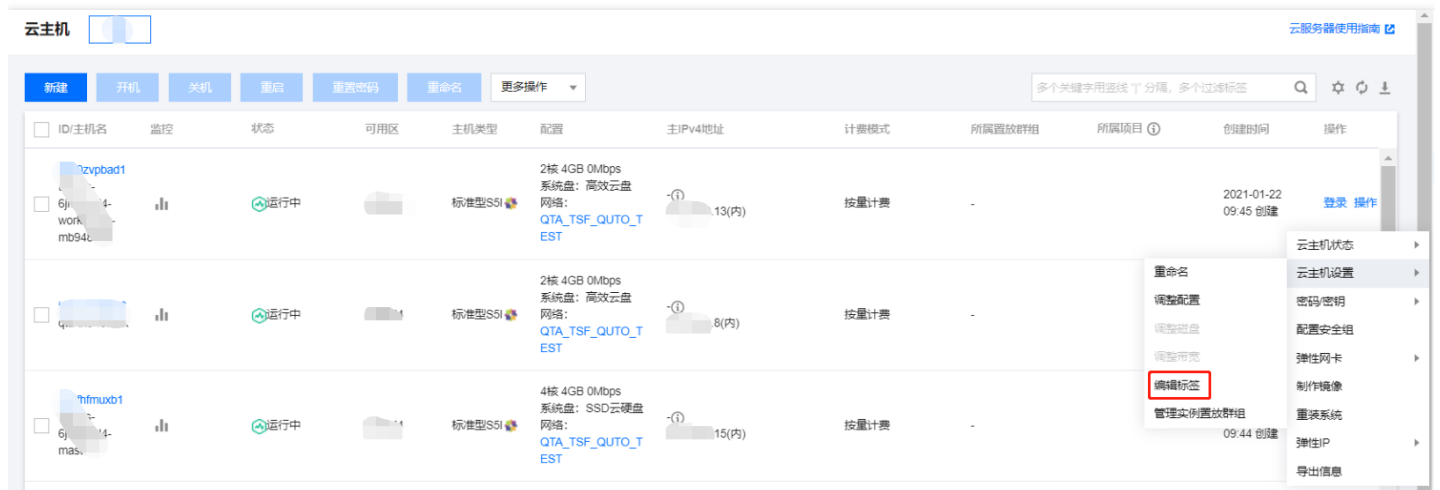 云主机
云服务器使用指南
新建 开机 关机 重启 重置密码 重命名 更多操作
多个关键字用竖线 "|" 分隔，多个过滤标签
ID/主机名 监控 状态 可用区 主机类型 配置 主IPv4地址 计费模式 所属置放群组 所属项目 创建时间 操作
0zvpbad1
work
运行中
标准型S5
2核 4GB 0Mbps
系统盘：高效云盘
网络：
QTA_TSF_QUTO_T
EST
.13(内)
按量计费
-
2021-01-22
09:45 创建
登录 操作
运行中
标准型S5
2核 4GB 0Mbps
系统盘：高效云盘
网络：
QTA_TSF_QUTO_T
EST
.8(内)
按量计费
-
hfmuxb1
运行中
标准型S5
4核 4GB 0Mbps
系统盘：SSD云硬盘
网络：
QTA_TSF_QUTO_T
EST
15(内)
按量计费
-
09:44 创建
重命名
调整配置
调整磁盘
调整带宽
编辑标签
管理实例置放群组
云主机状态
云主机设置
密码/密钥
配置安全组
弹性网卡
制作镜像
重装系统
弹性IP
导出信息